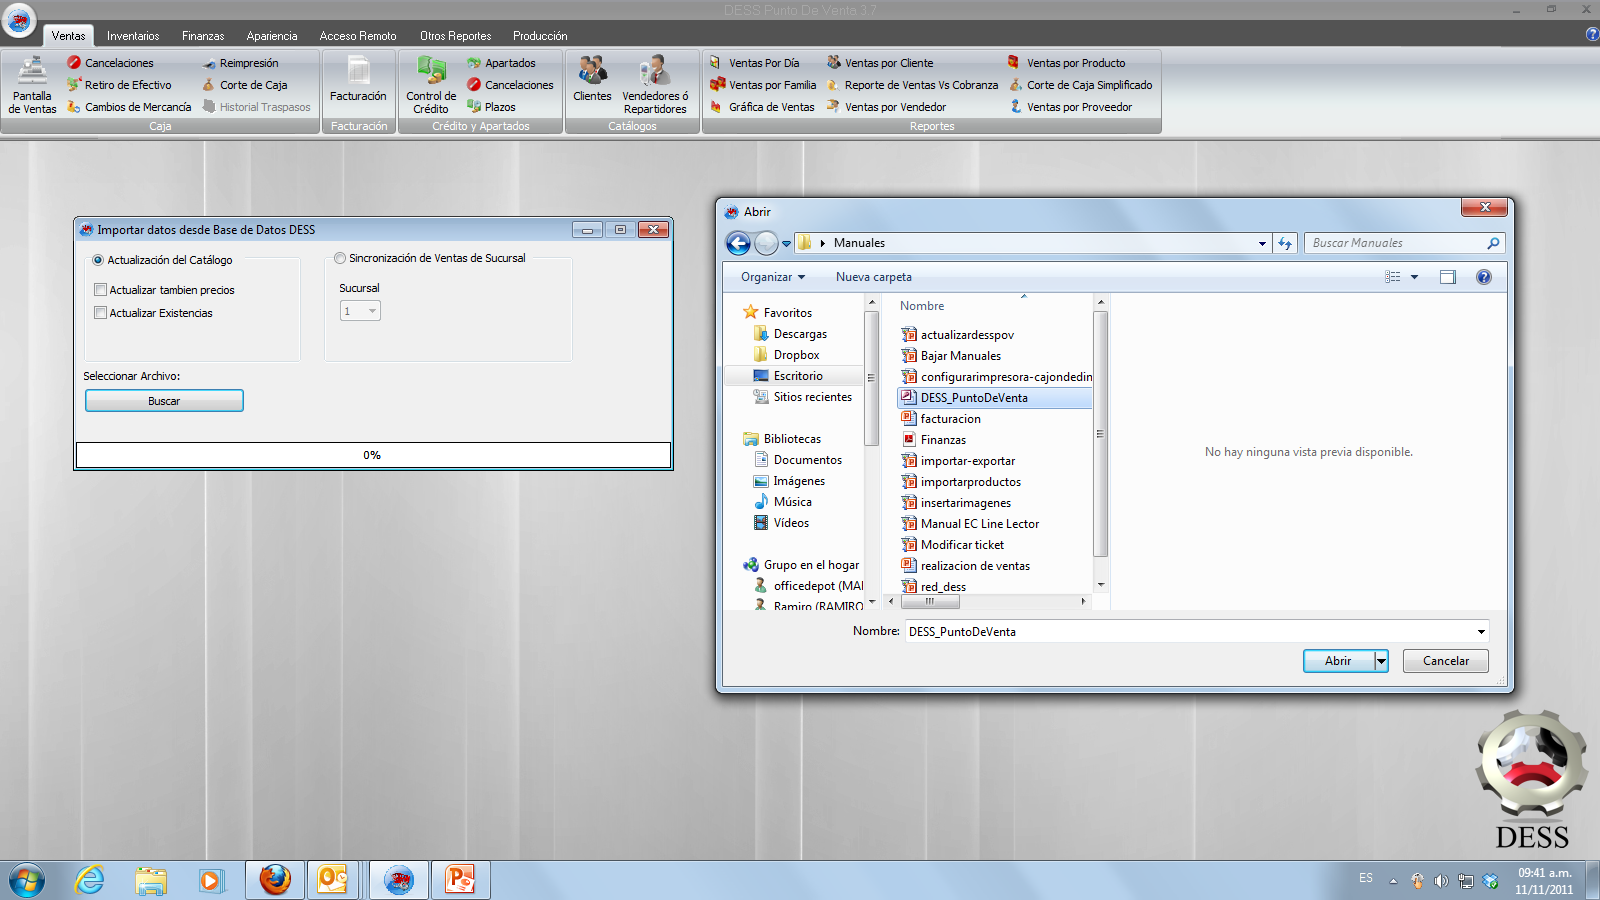 DESS Punto De Venta 3.7
Ventas
Inventarios
Finanzas
Apariencia
Acceso Remoto
Otros Reportes
Producción
Pantalla
de Ventas
Cancelaciones
Retiro de Efectivo
Cambios de Mercancía
Reimpresión
Corte de Caja
Historial Traspasos
Caja
Facturación
Facturación
Control de
Crédito
Apartados
Cancelaciones
Plazos
Crédito y Apartados
Clientes
Vendedores ó
Repartidores
Catálogos
Ventas Por Día
Ventas por Familia
Gráfica de Ventas
Ventas por Cliente
Reporte de Ventas Vs Cobranza
Ventas por Vendedor
Ventas por Producto
Corte de Caja Simplificado
Ventas por Proveedor
Reportes
Importar datos desde Base de Datos DESS
Actualización del Catálogo
Actualizar tambien precios
Actualizar Existencias
Sincronización de Ventas de Sucursal
Sucursal
1
Seleccionar Archivo:
Buscar
0%
Abrir
Manuales
Buscar Manuales
Organizar
Nueva carpeta
Favoritos
Descargas
Dropbox
Escritorio
Sitios recientes
Bibliotecas
Documentos
Imágenes
Música
Vídeos
Grupo en el hogar
officedepot (MAI
Ramiro (RAMIRO
Nombre
actualizardesspov
Bajar Manuales
configurarimpresora-cajondedin
DESS_PuntoDeVenta
facturacion
Finanzas
importar-exportar
importarproductos
insertarimagenes
Manual EC Line Lector
Modificar ticket
realizacion de ventas
red_dess
No hay ninguna vista previa disponible.
Nombre:
DESS_PuntoDeVenta
Abrir
Cancelar
DESS
ES
09:41 a.m.
11/11/2011